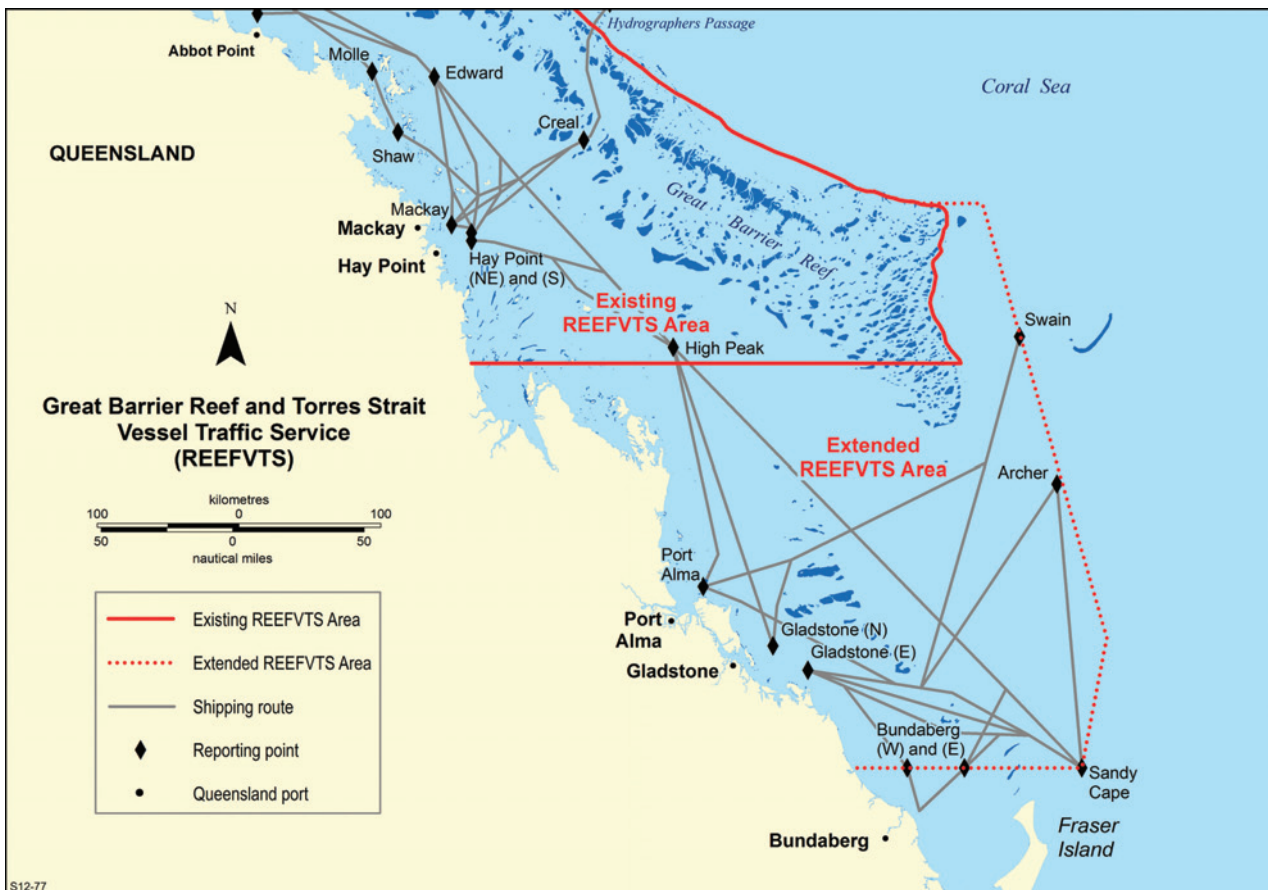 Hydrographers Passage
Abbot Point
Molle
Edward
Coral Sea
Creal
QUEENSLAND
Shaw
Great Barrier Reef
Mackay
Mackay
Hay Point
Hay Point
(NE) and (S)
Existing
REEFVTS Area
N
Swain
High Peak
Great Barrier Reef and Torres Strait
Vessel Traffic Service
(REEFVTS)
Extended
REEFVTS Area
Archer
kilometres
100 0 100
50 0 50
nautical miles
Port
Alma
Existing REEFVTS Area
Extended REEFVTS Area
Shipping route
Reporting point
Queensland port
Port
Alma
Gladstone (N)
Gladstone (E)
Gladstone
Bundaberg
(W) and (E)
Sandy
Cape
Fraser
Island
Bundaberg
S12-77